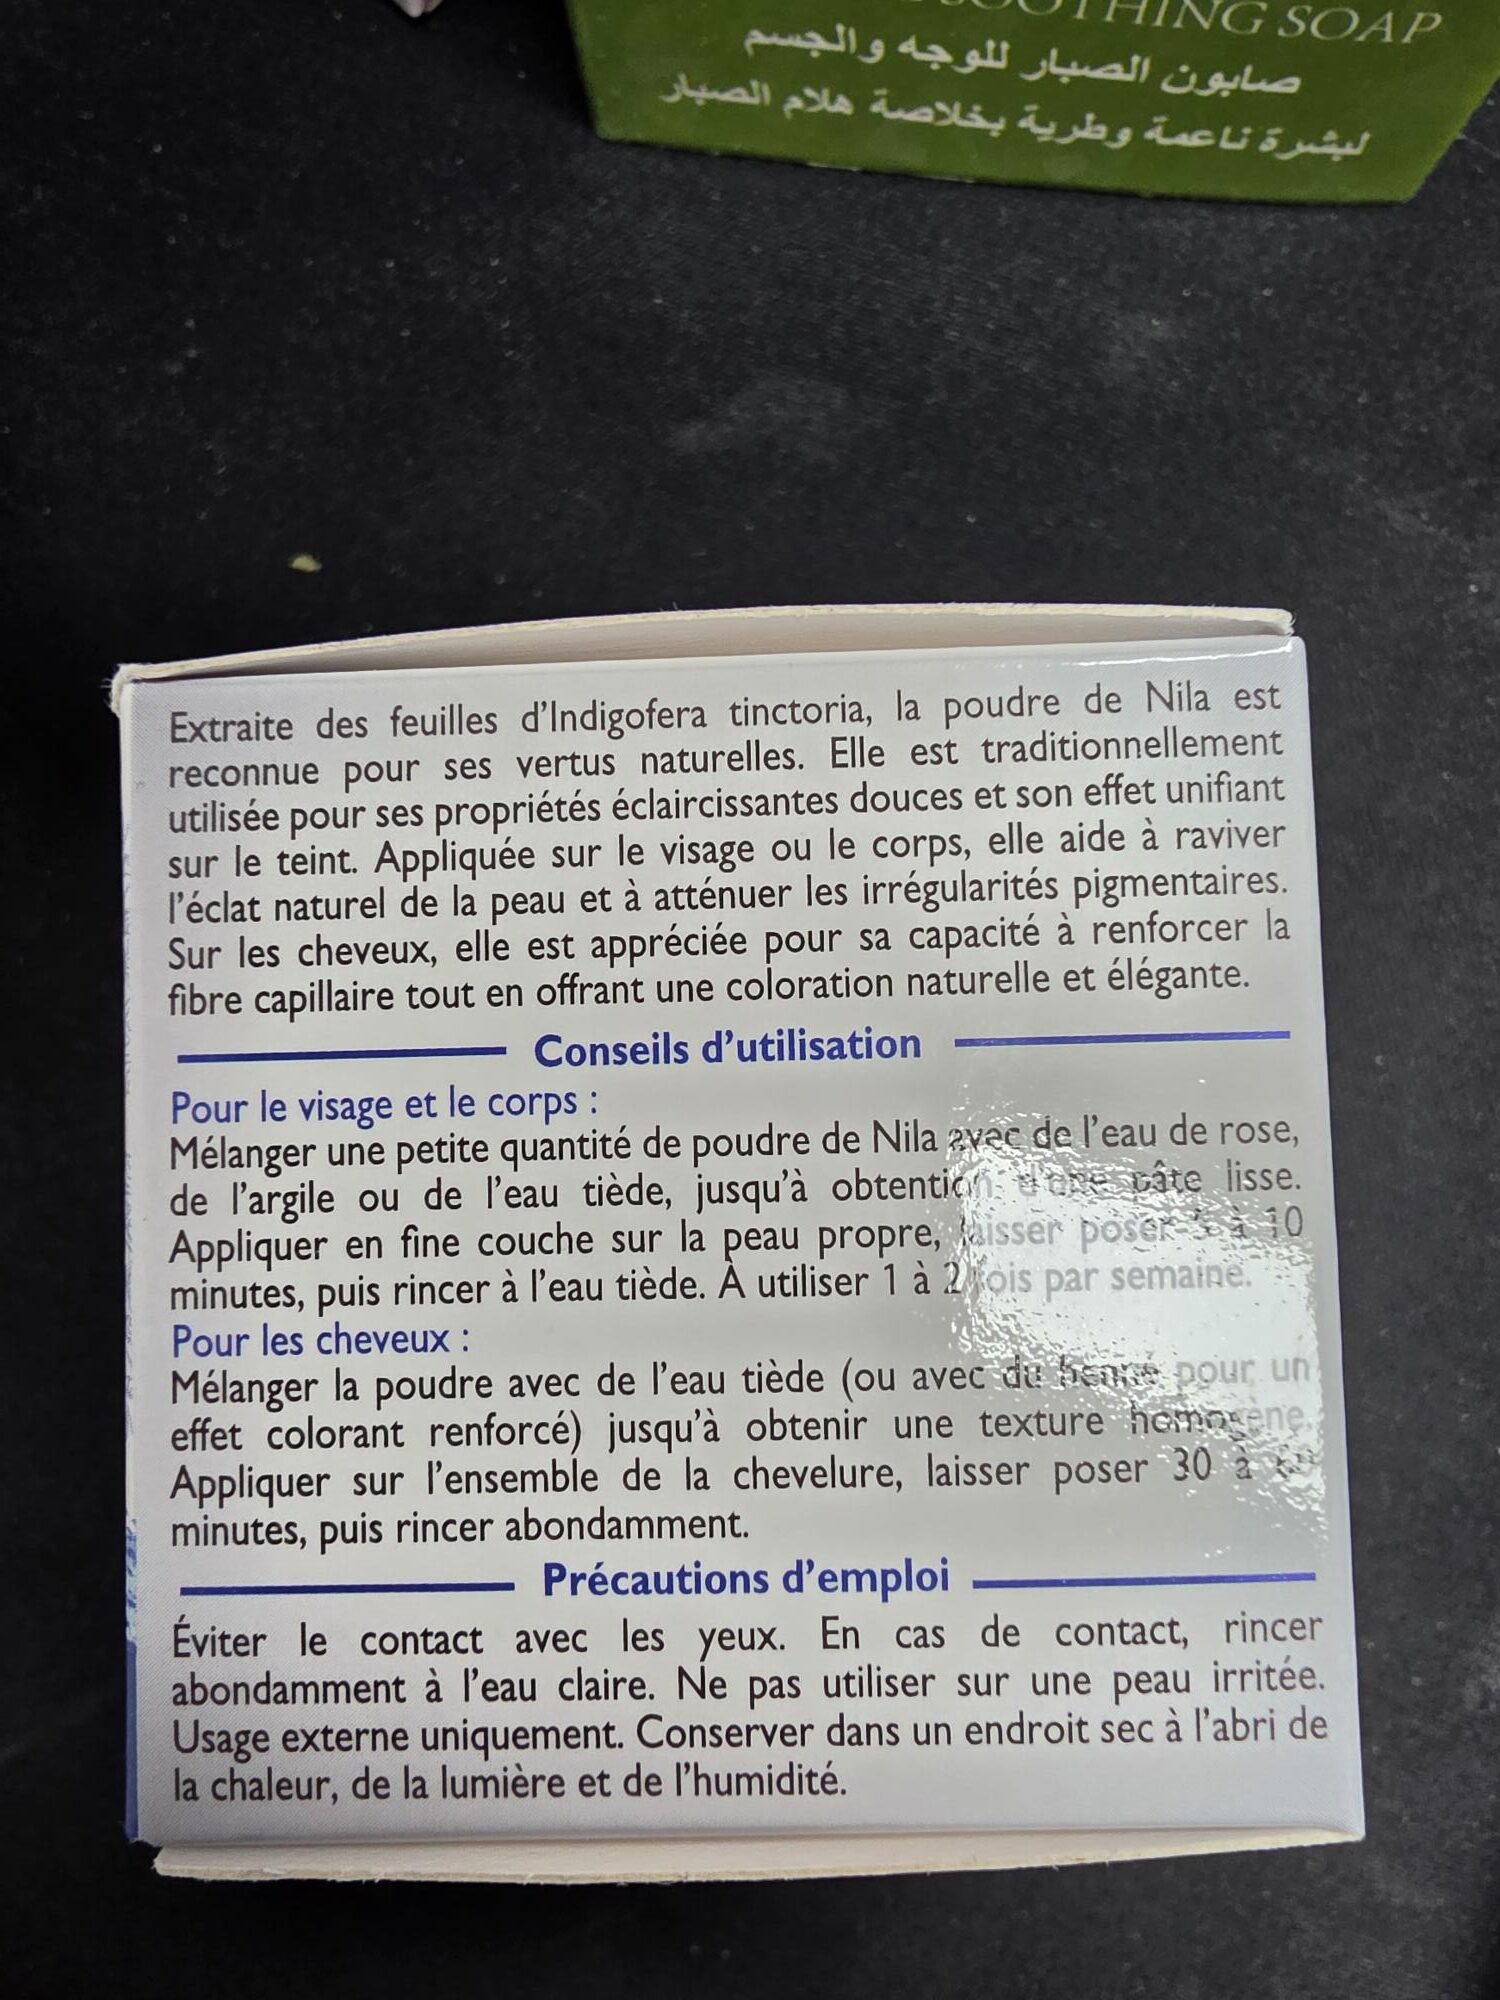 SOOTHING SOAP
صابون الصبار للوجه والجسم
لبشرة ناعمة وطرية بخلاصة هلام الصبار
Extraite des feuilles d'Indigofera tinctoria, la poudre de Nila est
reconnue pour ses vertus naturelles. Elle est traditionnellement
utilisée pour ses propriétés éclaircissantes douces et son effet unifiant
sur le teint. Appliquée sur le visage ou le corps, elle aide à raviver
l'éclat naturel de la peau et à atténuer les irrégularités pigmentaires.
Sur les cheveux, elle est appréciée pour sa capacité à renforcer la
fibre capillaire tout en offrant une coloration naturelle et élégante.
Conseils d'utilisation
Pour le visage et le corps :
Mélanger une petite quantité de poudre de Nila avec de l'eau de rose,
de l'argile ou de l'eau tiède, jusqu'à obtention d'une pâte lisse.
Appliquer en fine couche sur la peau propre, laisser poser à 10
minutes, puis rincer à l'eau tiède. À utiliser 1 à 2 fois par semaine.
Pour les cheveux :
Mélanger la poudre avec de l'eau tiède (ou avec du henné pour un
effet colorant renforcé) jusqu'à obtenir une texture homogène.
Appliquer sur l'ensemble de la chevelure, laisser poser 30 à
minutes, puis rincer abondamment.
Précautions d'emploi
Éviter le contact avec les yeux. En cas de contact, rincer
abondamment à l'eau claire. Ne pas utiliser sur une peau irritée.
Usage externe uniquement. Conserver dans un endroit sec à l'abri de
la chaleur, de la lumière et de l'humidité.